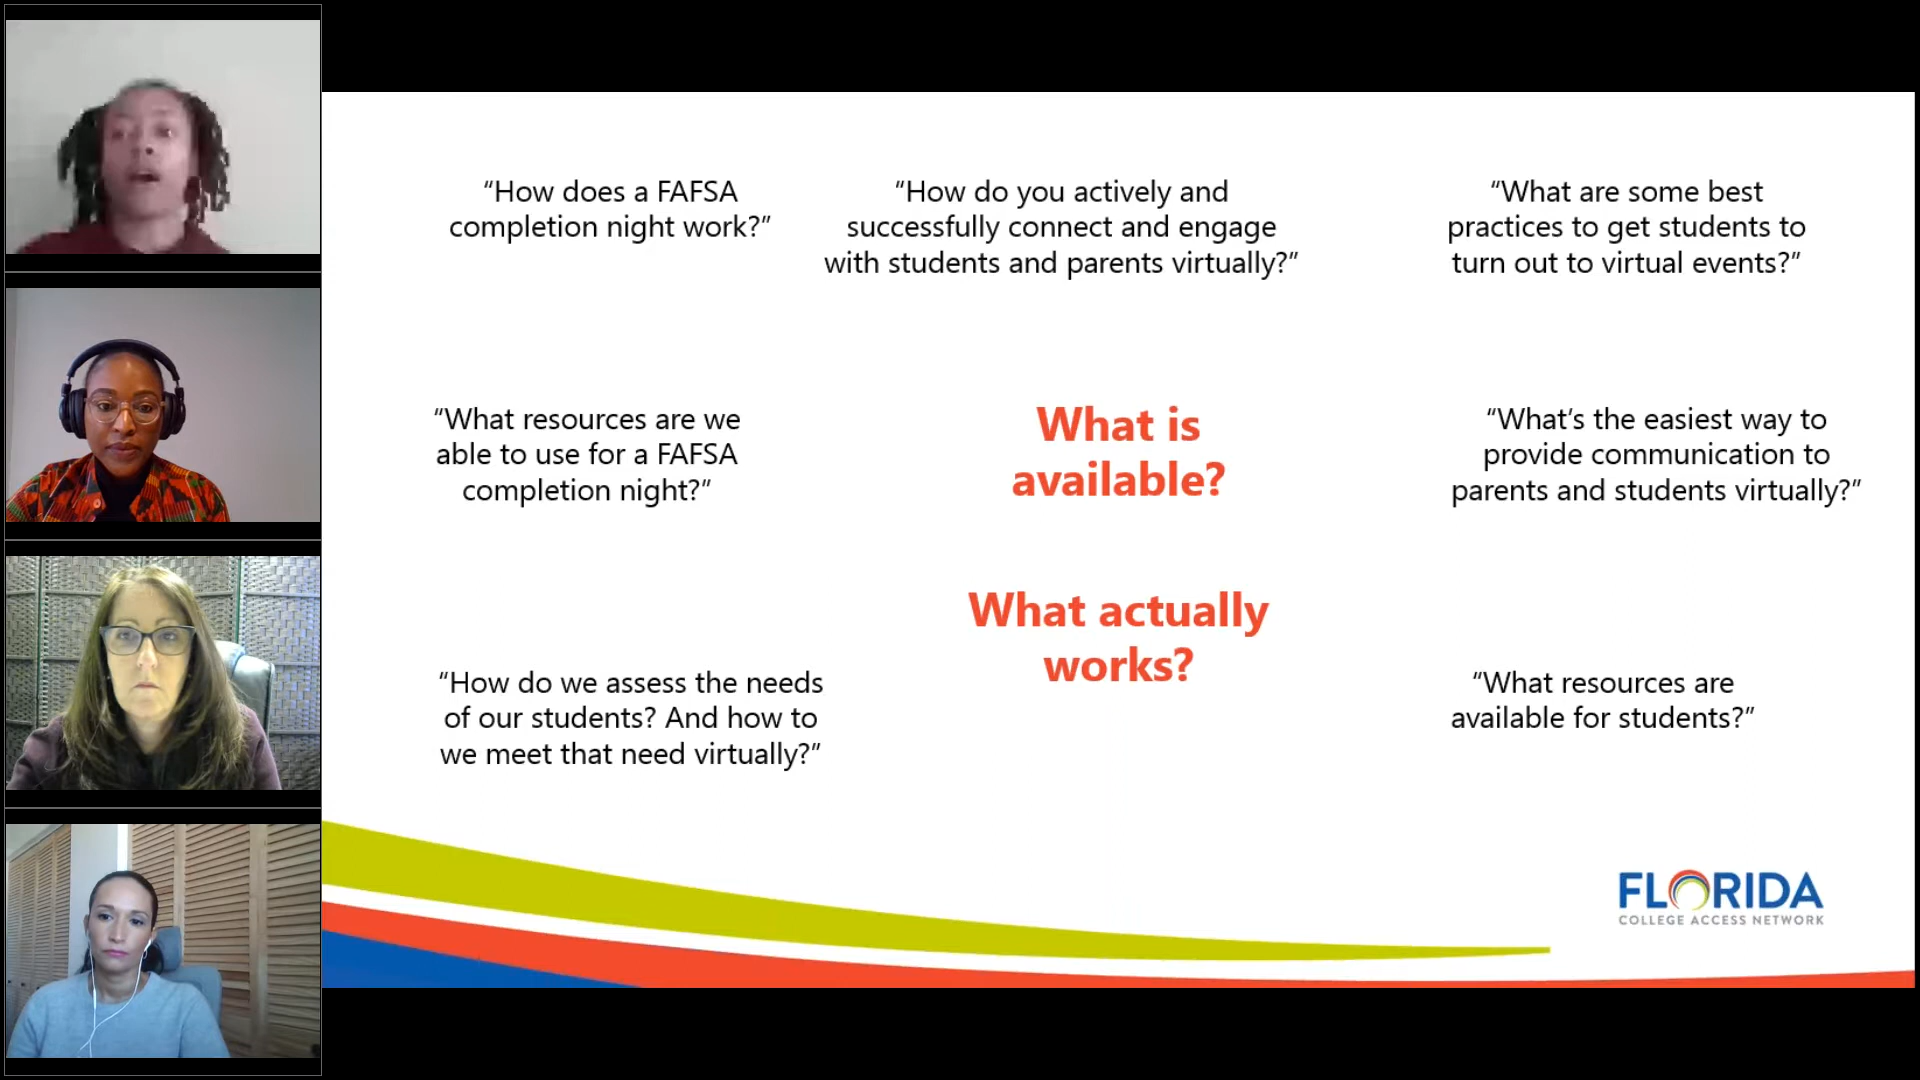 “How does a FAFSA
completion night work?”
“How do you actively and
successfully connect and engage
with students and parents virtually?”
“What are some best
practices to get students to
turn out to virtual events?”
“What resources are we
able to use for a FAFSA
completion night?”
What is
available?
“What’s the easiest way to
provide communication to
parents and students virtually?”
What actually
works?
“How do we assess the needs
of our students? And how to
we meet that need virtually?”
“What resources are
available for students?”
FLORIDA
COLLEGE ACCESS NETWORK